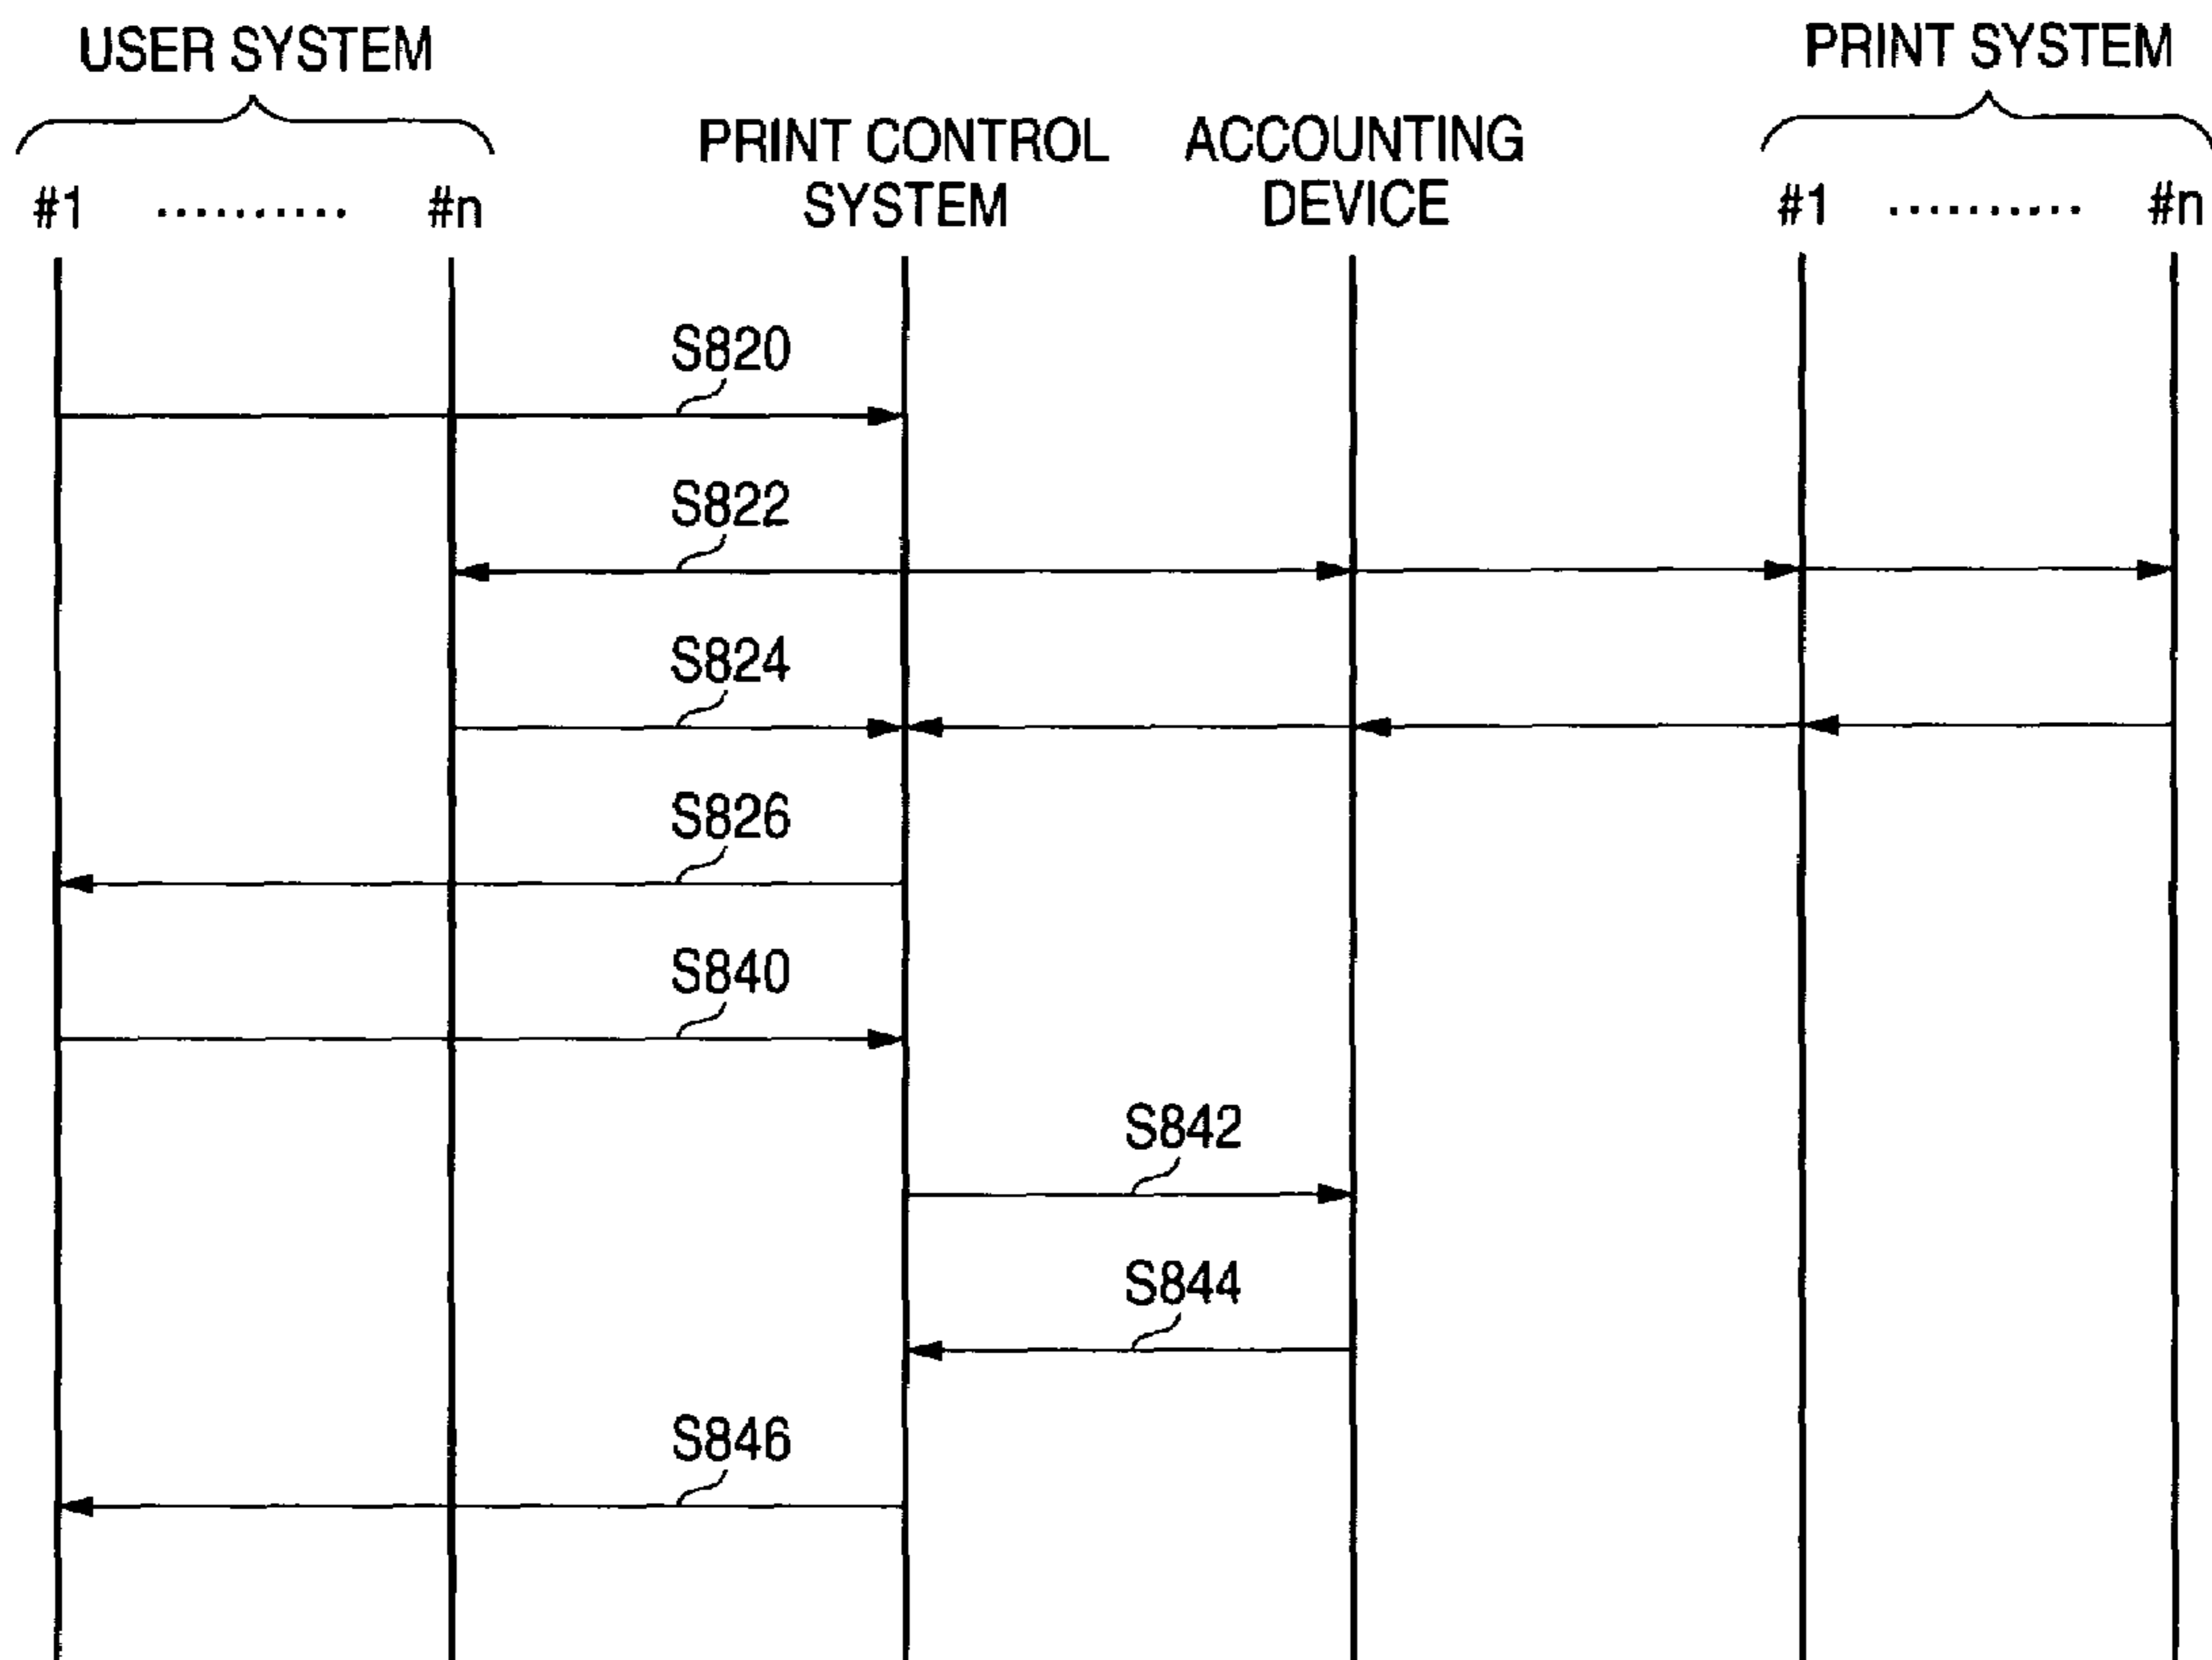 USER SYSTEM
PRINT SYSTEM
PRINT CONTROL
SYSTEM
ACCOUNTING
DEVICE
#1 .......... #n
#1 .......... #n
S820
S822
S824
S826
S840
S842
S844
S846